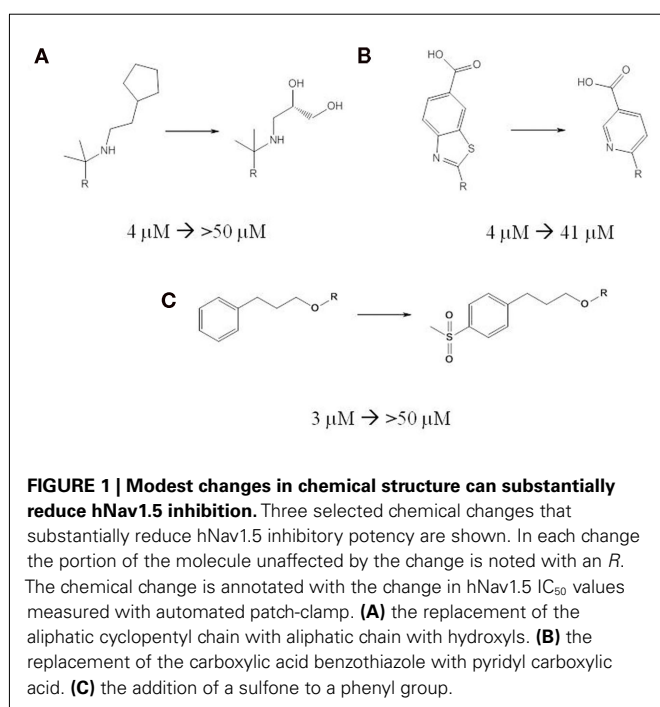 A
B
OH
OH
NH
R
NH
R
HO
O
N
S
R
HO
O
N
R
4 µM → >50 µM
4 µM → 41 µM
C
O
R
O
S
O
O
R
3 µM → >50 µM
FIGURE 1 | Modest changes in chemical structure can substantially
reduce hNav1.5 inhibition. Three selected chemical changes that
substantially reduce hNav1.5 inhibitory potency are shown. In each change
the portion of the molecule unaffected by the change is noted with an R.
The chemical change is annotated with the change in hNav1.5 IC₅₀ values
measured with automated patch-clamp. (A) the replacement of the
aliphatic cyclopentyl chain with aliphatic chain with hydroxyls. (B) the
replacement of the carboxylic acid benzothiazole with pyridyl carboxylic
acid. (C) the addition of a sulfone to a phenyl group.